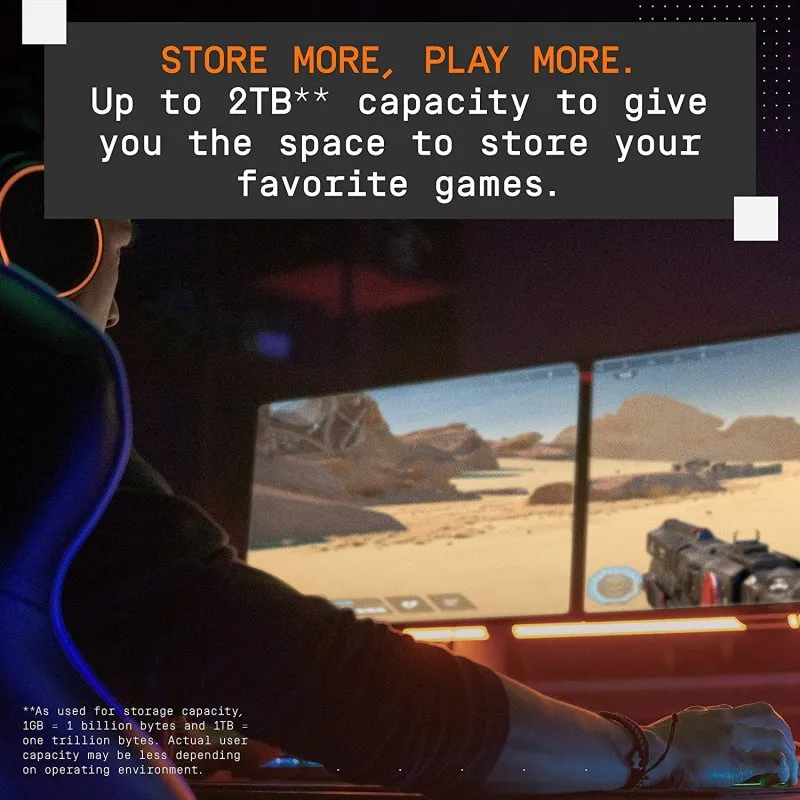 STORE MORE, PLAY MORE.
Up to 2TB** capacity to give
you the space to store your
favorite games.
**As used for storage capacity,
1GB = 1 billion bytes and 1TB =
one trillion bytes. Actual user
capacity may be less depending
on operating environment.